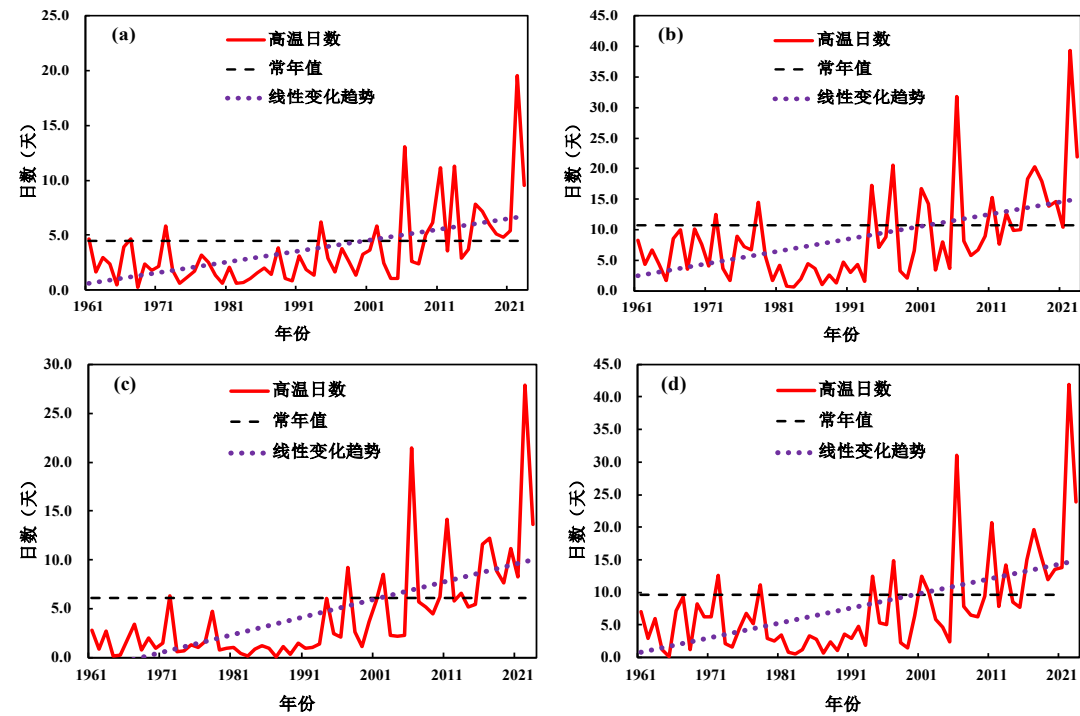 (a)
高温日数
常年值
线性变化趋势
25.0
20.0
15.0
10.0
5.0
0.0
日数（天）
1961
1971
1981
1991
2001
2011
2021
年份
(b)
高温日数
常年值
线性变化趋势
45.0
40.0
35.0
30.0
25.0
20.0
15.0
10.0
5.0
0.0
日数（天）
1961
1971
1981
1991
2001
2011
2021
年份
(c)
高温日数
常年值
线性变化趋势
30.0
25.0
20.0
15.0
10.0
5.0
0.0
日数（天）
1961
1971
1981
1991
2001
2011
2021
年份
(d)
高温日数
常年值
线性变化趋势
45.0
40.0
35.0
30.0
25.0
20.0
15.0
10.0
5.0
0.0
日数（天）
1961
1971
1981
1991
2001
2011
2021
年份